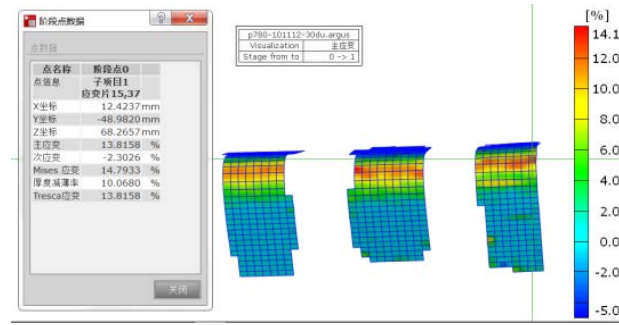 阶段点数据
点数据
点名称 阶段点0
点信息 子项目1
应变片15,37
X坐标 12.4237 mm
Y坐标 -48.9820 mm
Z坐标 68.2657 mm
主应变 13.8158 %
次应变 -2.3026 %
Mises 应变 14.7933 %
厚度减薄率 10.0680 %
Tresca应变 13.8158 %
关闭
p780-101112-30du.argus
Visualization 主应变
Stage from to 0 -> 1
[%]
14.1
12.0
10.0
8.0
6.0
4.0
2.0
0.0
-2.0
-5.0